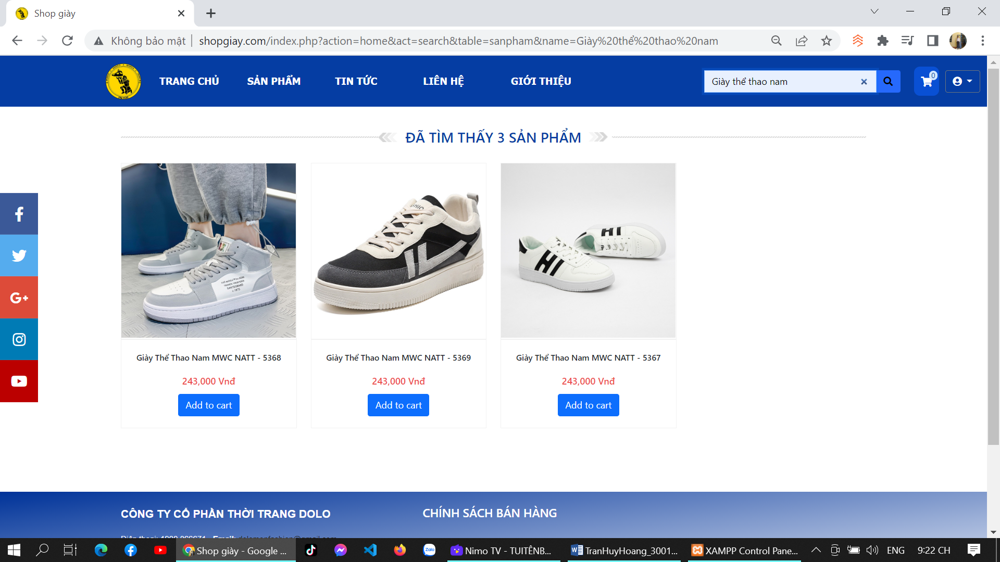 Shop giày
Không bảo mật
shopgiay.com/index.php?action=home&act=search&table=sanpham&name=Giày%20thể%20thao%20nam
TRANG CHỦ
SẢN PHẨM
TIN TỨC
LIÊN HỆ
GIỚI THIỆU
Giày thể thao nam
0
ĐÃ TÌM THẤY 3 SẢN PHẨM
Giày Thể Thao Nam MWC NATT - 5368
243,000 Vnđ
Add to cart
Giày Thể Thao Nam MWC NATT - 5369
243,000 Vnđ
Add to cart
Giày Thể Thao Nam MWC NATT - 5367
243,000 Vnđ
Add to cart
CÔNG TY CỔ PHẦN THỜI TRANG DOLO
CHÍNH SÁCH BÁN HÀNG
Shop giày - Google ...
Zalo
Nimo TV - TUITÊNB...
TranHuyHoang_3001...
XAMPP Control Pane...
ENG
9:22 CH